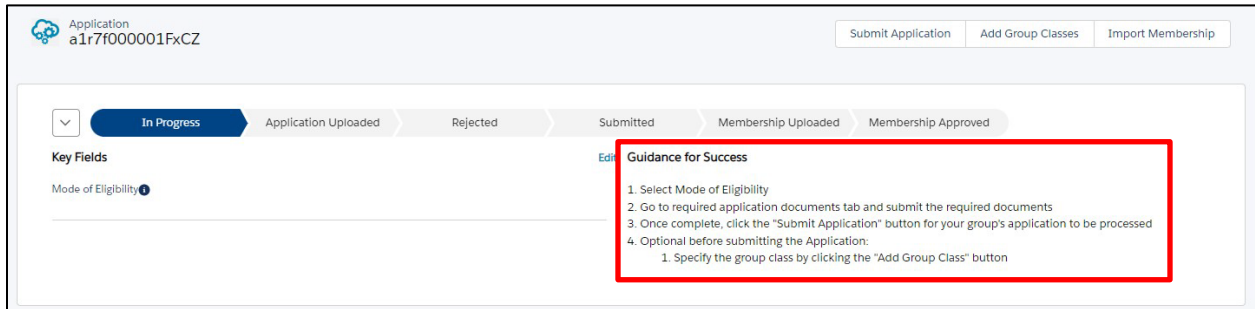 Application
a1r7f000001FxCZ
Submit Application
Add Group Classes
Import Membership
In Progress
Application Uploaded
Rejected
Submitted
Membership Uploaded
Membership Approved
Key Fields
Edit
Guidance for Success
Mode of Eligibility
1. Select Mode of Eligibility
2. Go to required application documents tab and submit the required documents
3. Once complete, click the "Submit Application" button for your group's application to be processed
4. Optional before submitting the Application:
1. Specify the group class by clicking the "Add Group Class" button